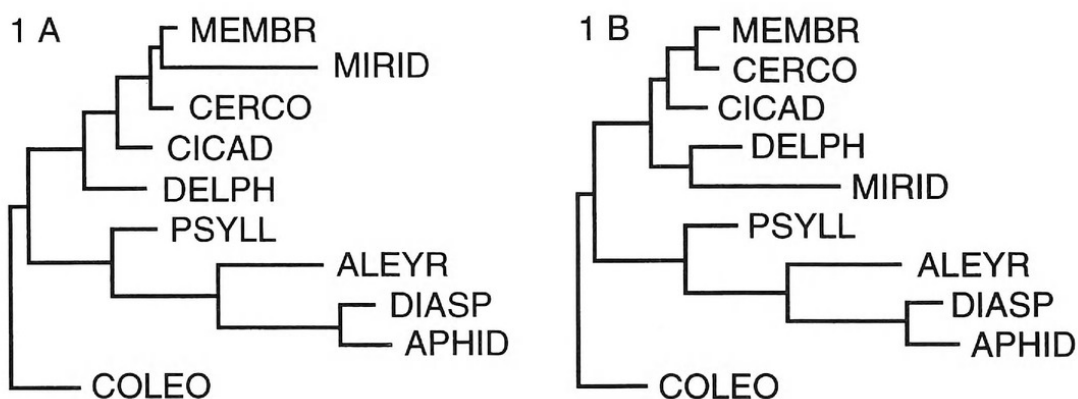 1 A
MEMBR
MIRID
CERCO
CICAD
DELPH
PSYLL
ALEYR
DIASP
APHID
COLEO
1 B
MEMBR
CERCO
CICAD
DELPH
MIRID
PSYLL
ALEYR
DIASP
APHID
COLEO